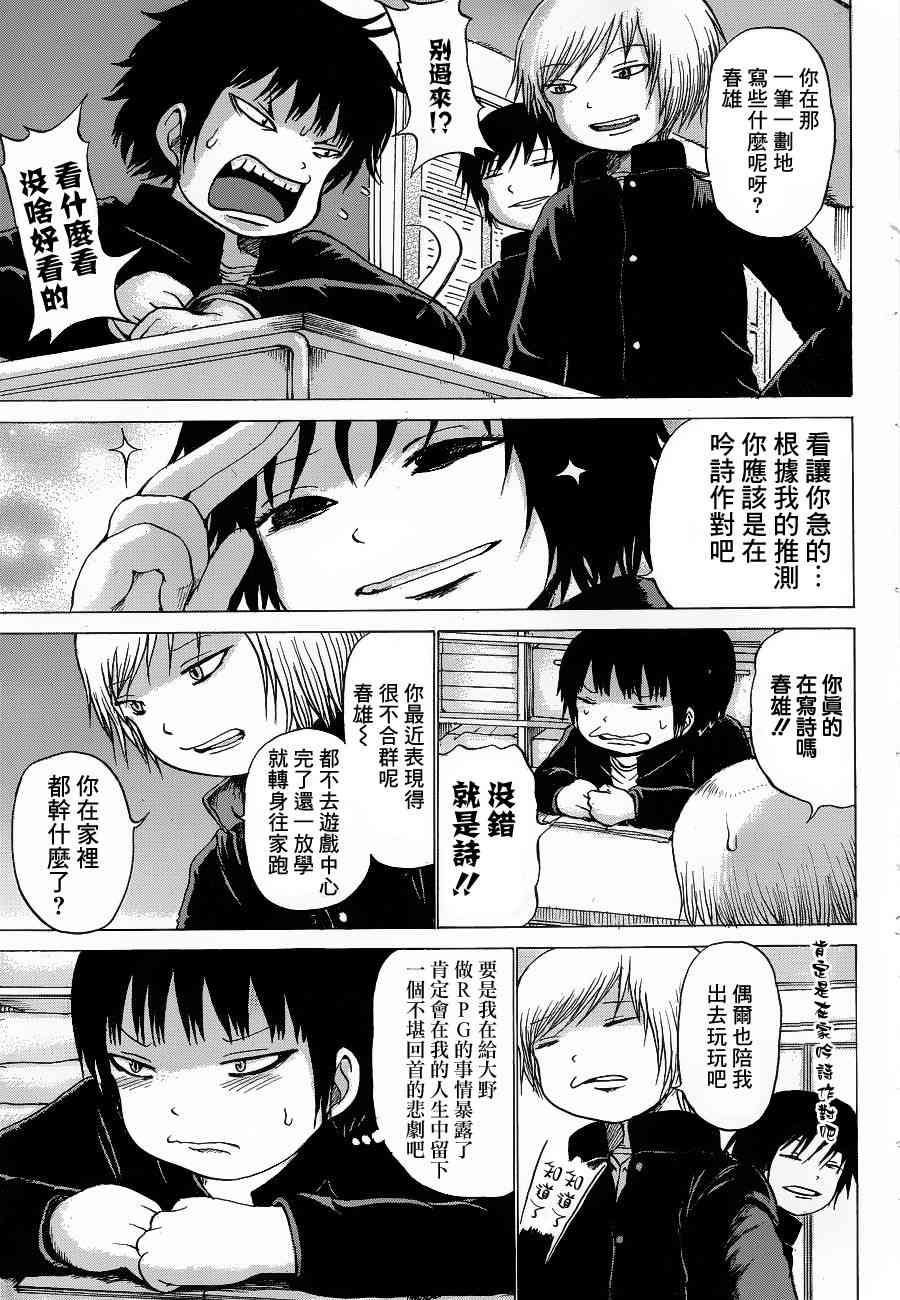 你在那
一筆一劃地
寫些什麼呢呀？
春雄
別過來!?
看什麼看
没啥好看的
看讓你急的…
根據我的推測
你應該是在
吟詩作對吧
你真的
在寫詩嗎
春雄!!
没錯
就是詩!!
你最近表現得
很不合群呢
春雄～
都不去遊戲中心
完了還一放學
就轉身往家跑
你在家裡
都幹什麼了？
肯定是在家吟詩作對吧
偶爾也陪我
出去玩玩吧
知道了～
知道了～
要是我在給大野
做RPG的事情暴露了
肯定會在我的人生中留下
一個不堪回首的悲劇吧